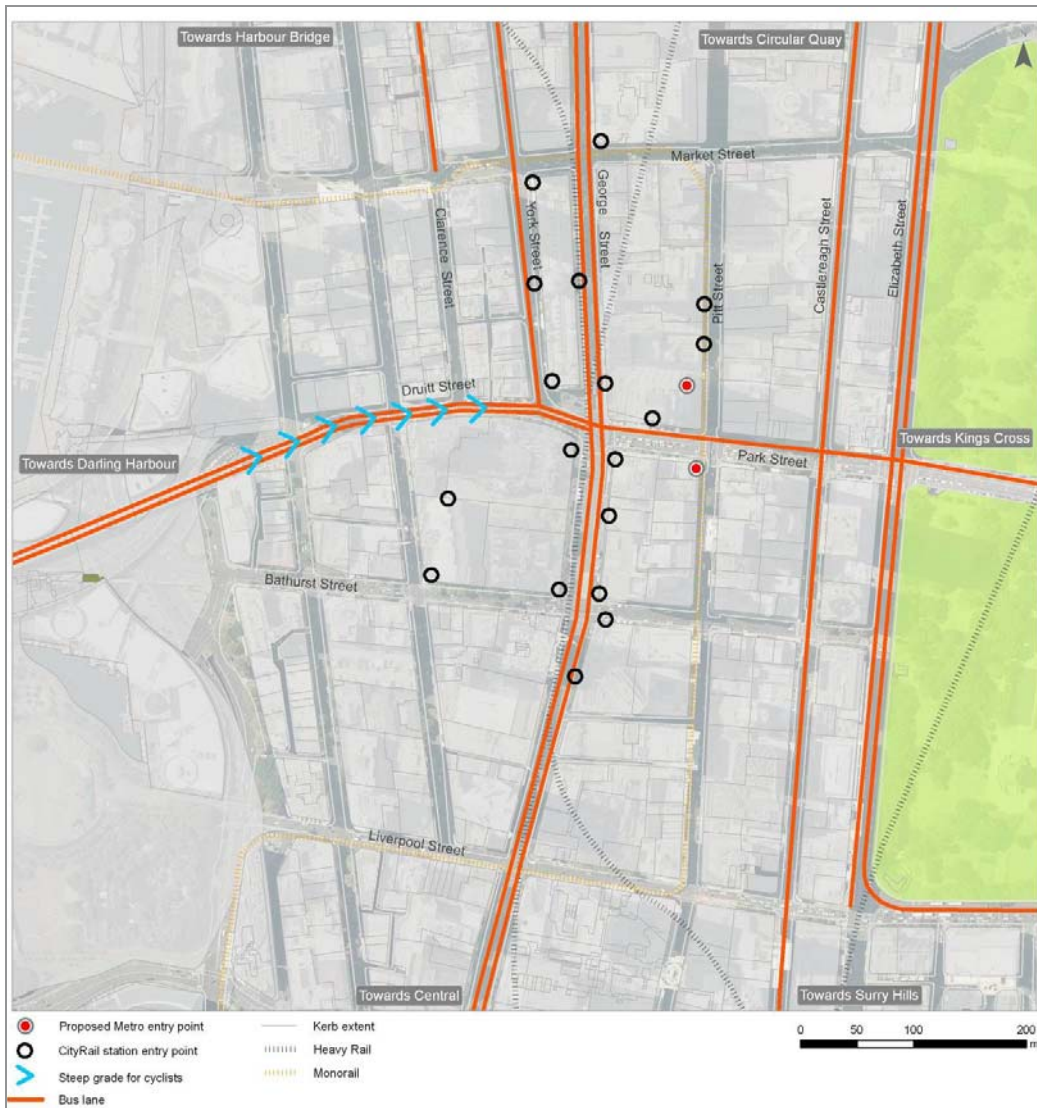 Towards Harbour Bridge
Towards Circular Quay
Market Street
York Street
George Street
Clarence Street
Castlereagh Street
Elizabeth Street
Pitt Street
Druitt Street
Towards Kings Cross
Towards Darling Harbour
Park Street
Bathurst Street
Liverpool Street
Towards Central
Towards Surry Hills
Proposed Metro entry point
CityRail station entry point
Steep grade for cyclists
Bus lane
Kerb extent
Heavy Rail
Monorail
0 50 100 200
m